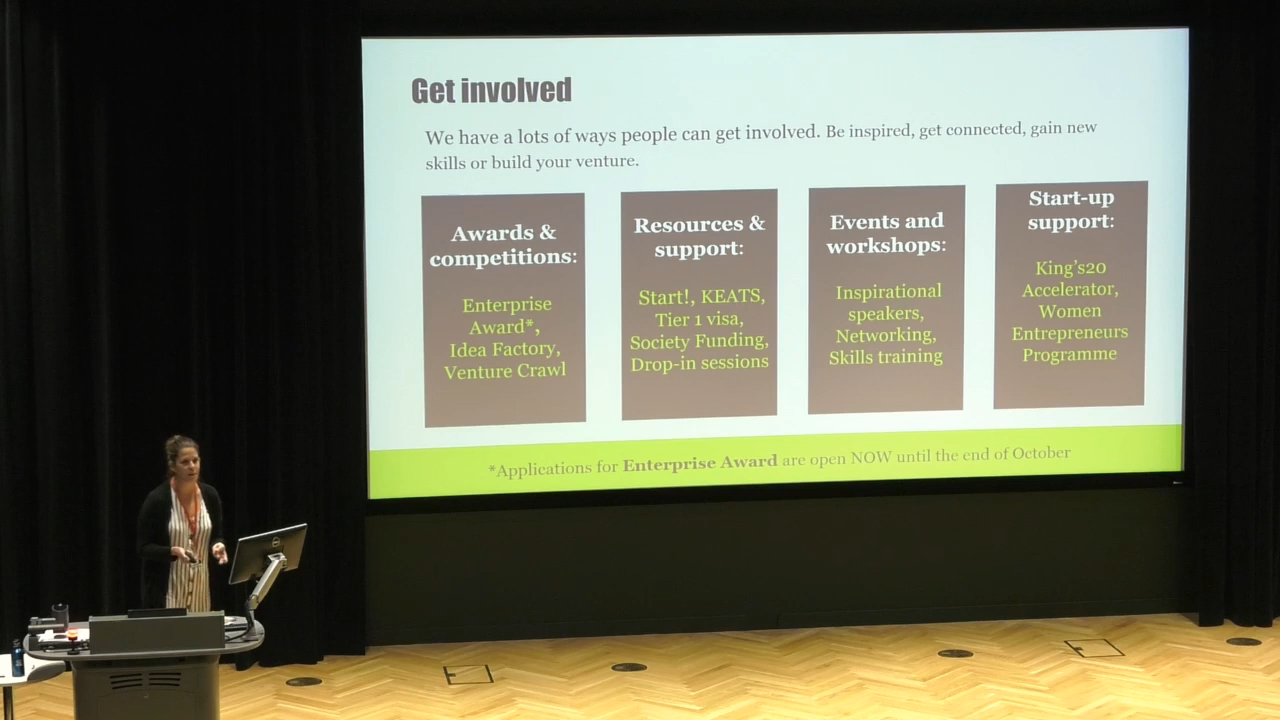 Get involved
We have a lots of ways people can get involved. Be inspired, get connected, gain new
skills or build your venture.
Awards &
competitions:
Enterprise
Award*,
Idea Factory,
Venture Crawl
Resources &
support:
Start!, KEATS,
Tier 1 visa,
Society Funding,
Drop-in sessions
Events and
workshops:
Inspirational
speakers,
Networking,
Skills training
Start-up
support:
King's20
Accelerator,
Women
Entrepreneurs
Programme
*Applications for Enterprise Award are open NOW until the end of October